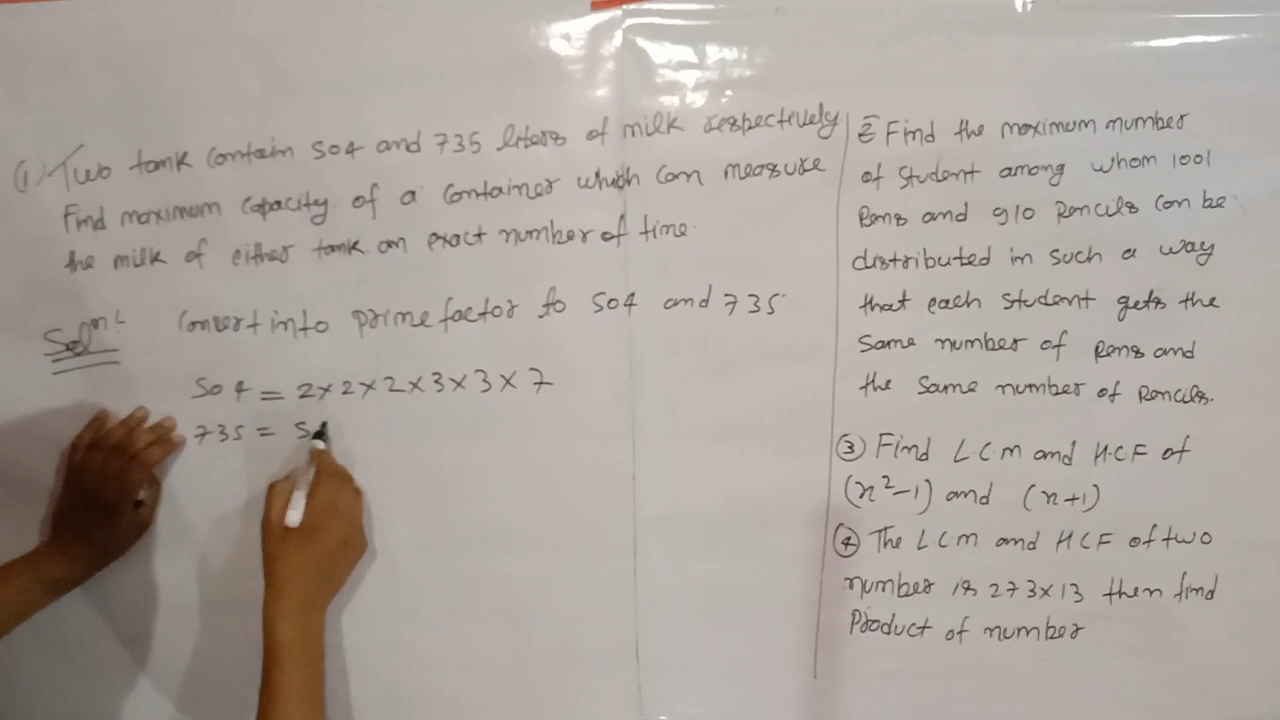 (1) Two tank contain 504 and 735 liters of milk respectively
Find maximum capacity of a container which can measure
the milk of either tank an exact number of time.
Solⁿ:- Convert into prime factor to 504 and 735.
504 = 2×2×2×3×3×7
735 = 5
Find the maximum number
of student among whom 1001
Pens and 910 Pencils can be
distributed in such a way
that each student gets the
same number of pens and
the same number of pencils.
③ Find L.C.M and H.C.F of
(x²-1) and (x+1)
④ The L C M and H C F of two
number is 273×13 then find
Product of number